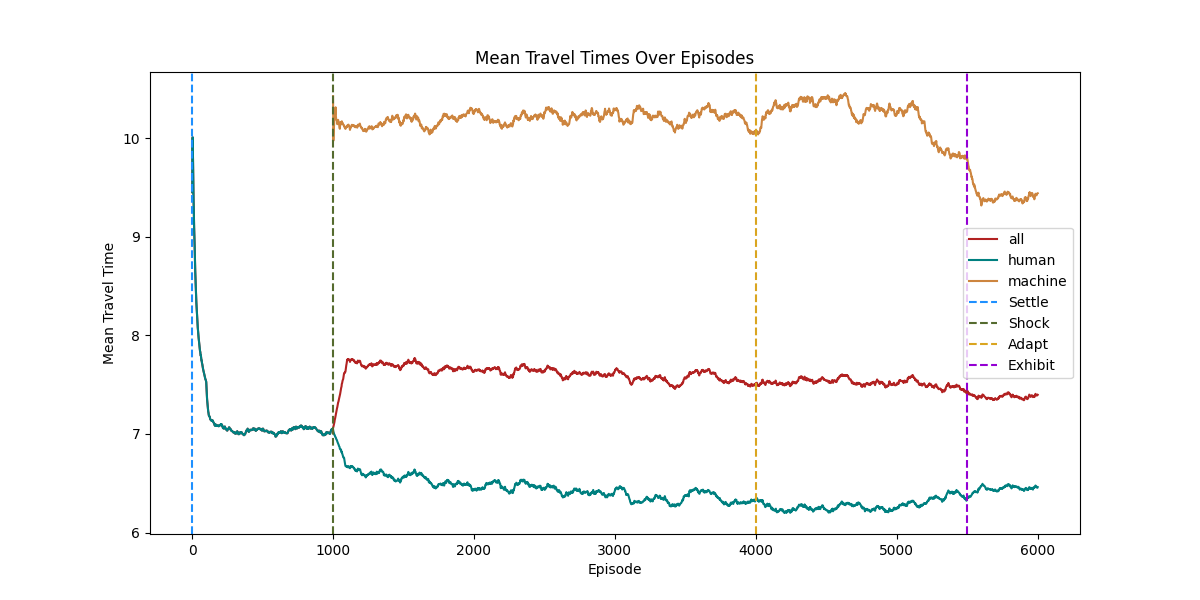 Mean Travel Times Over Episodes
Mean Travel Time
10
9
8
7
6
all
human
machine
Settle
Shock
Adapt
Exhibit
0 1000 2000 3000 4000 5000 6000
Episode